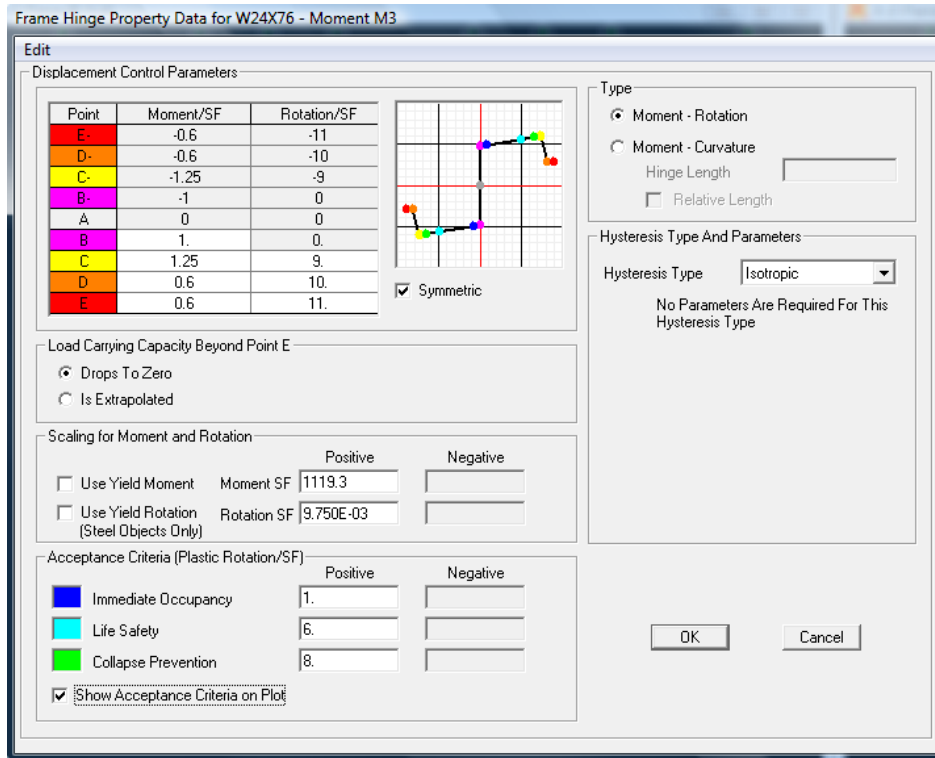 Frame Hinge Property Data for W24X76 - Moment M3
Edit
Displacement Control Parameters
Point Moment/SF Rotation/SF
E- -0.6 -11
D- -0.6 -10
C- -1.25 -9
B- -1 0
A 0 0
B 1. 0.
C 1.25 9.
D 0.6 10.
E 0.6 11.
Symmetric
Load Carrying Capacity Beyond Point E
Drops To Zero
Is Extrapolated
Scaling for Moment and Rotation
Positive Negative
Use Yield Moment Moment SF 1119.3
Use Yield Rotation Rotation SF 9.750E-03
(Steel Objects Only)
Acceptance Criteria (Plastic Rotation/SF)
Positive Negative
Immediate Occupancy 1.
Life Safety 6.
Collapse Prevention 8.
Show Acceptance Criteria on Plot
Type
Moment - Rotation
Moment - Curvature
Hinge Length
Relative Length
Hysteresis Type And Parameters
Hysteresis Type Isotropic
No Parameters Are Required For This
Hysteresis Type
OK Cancel